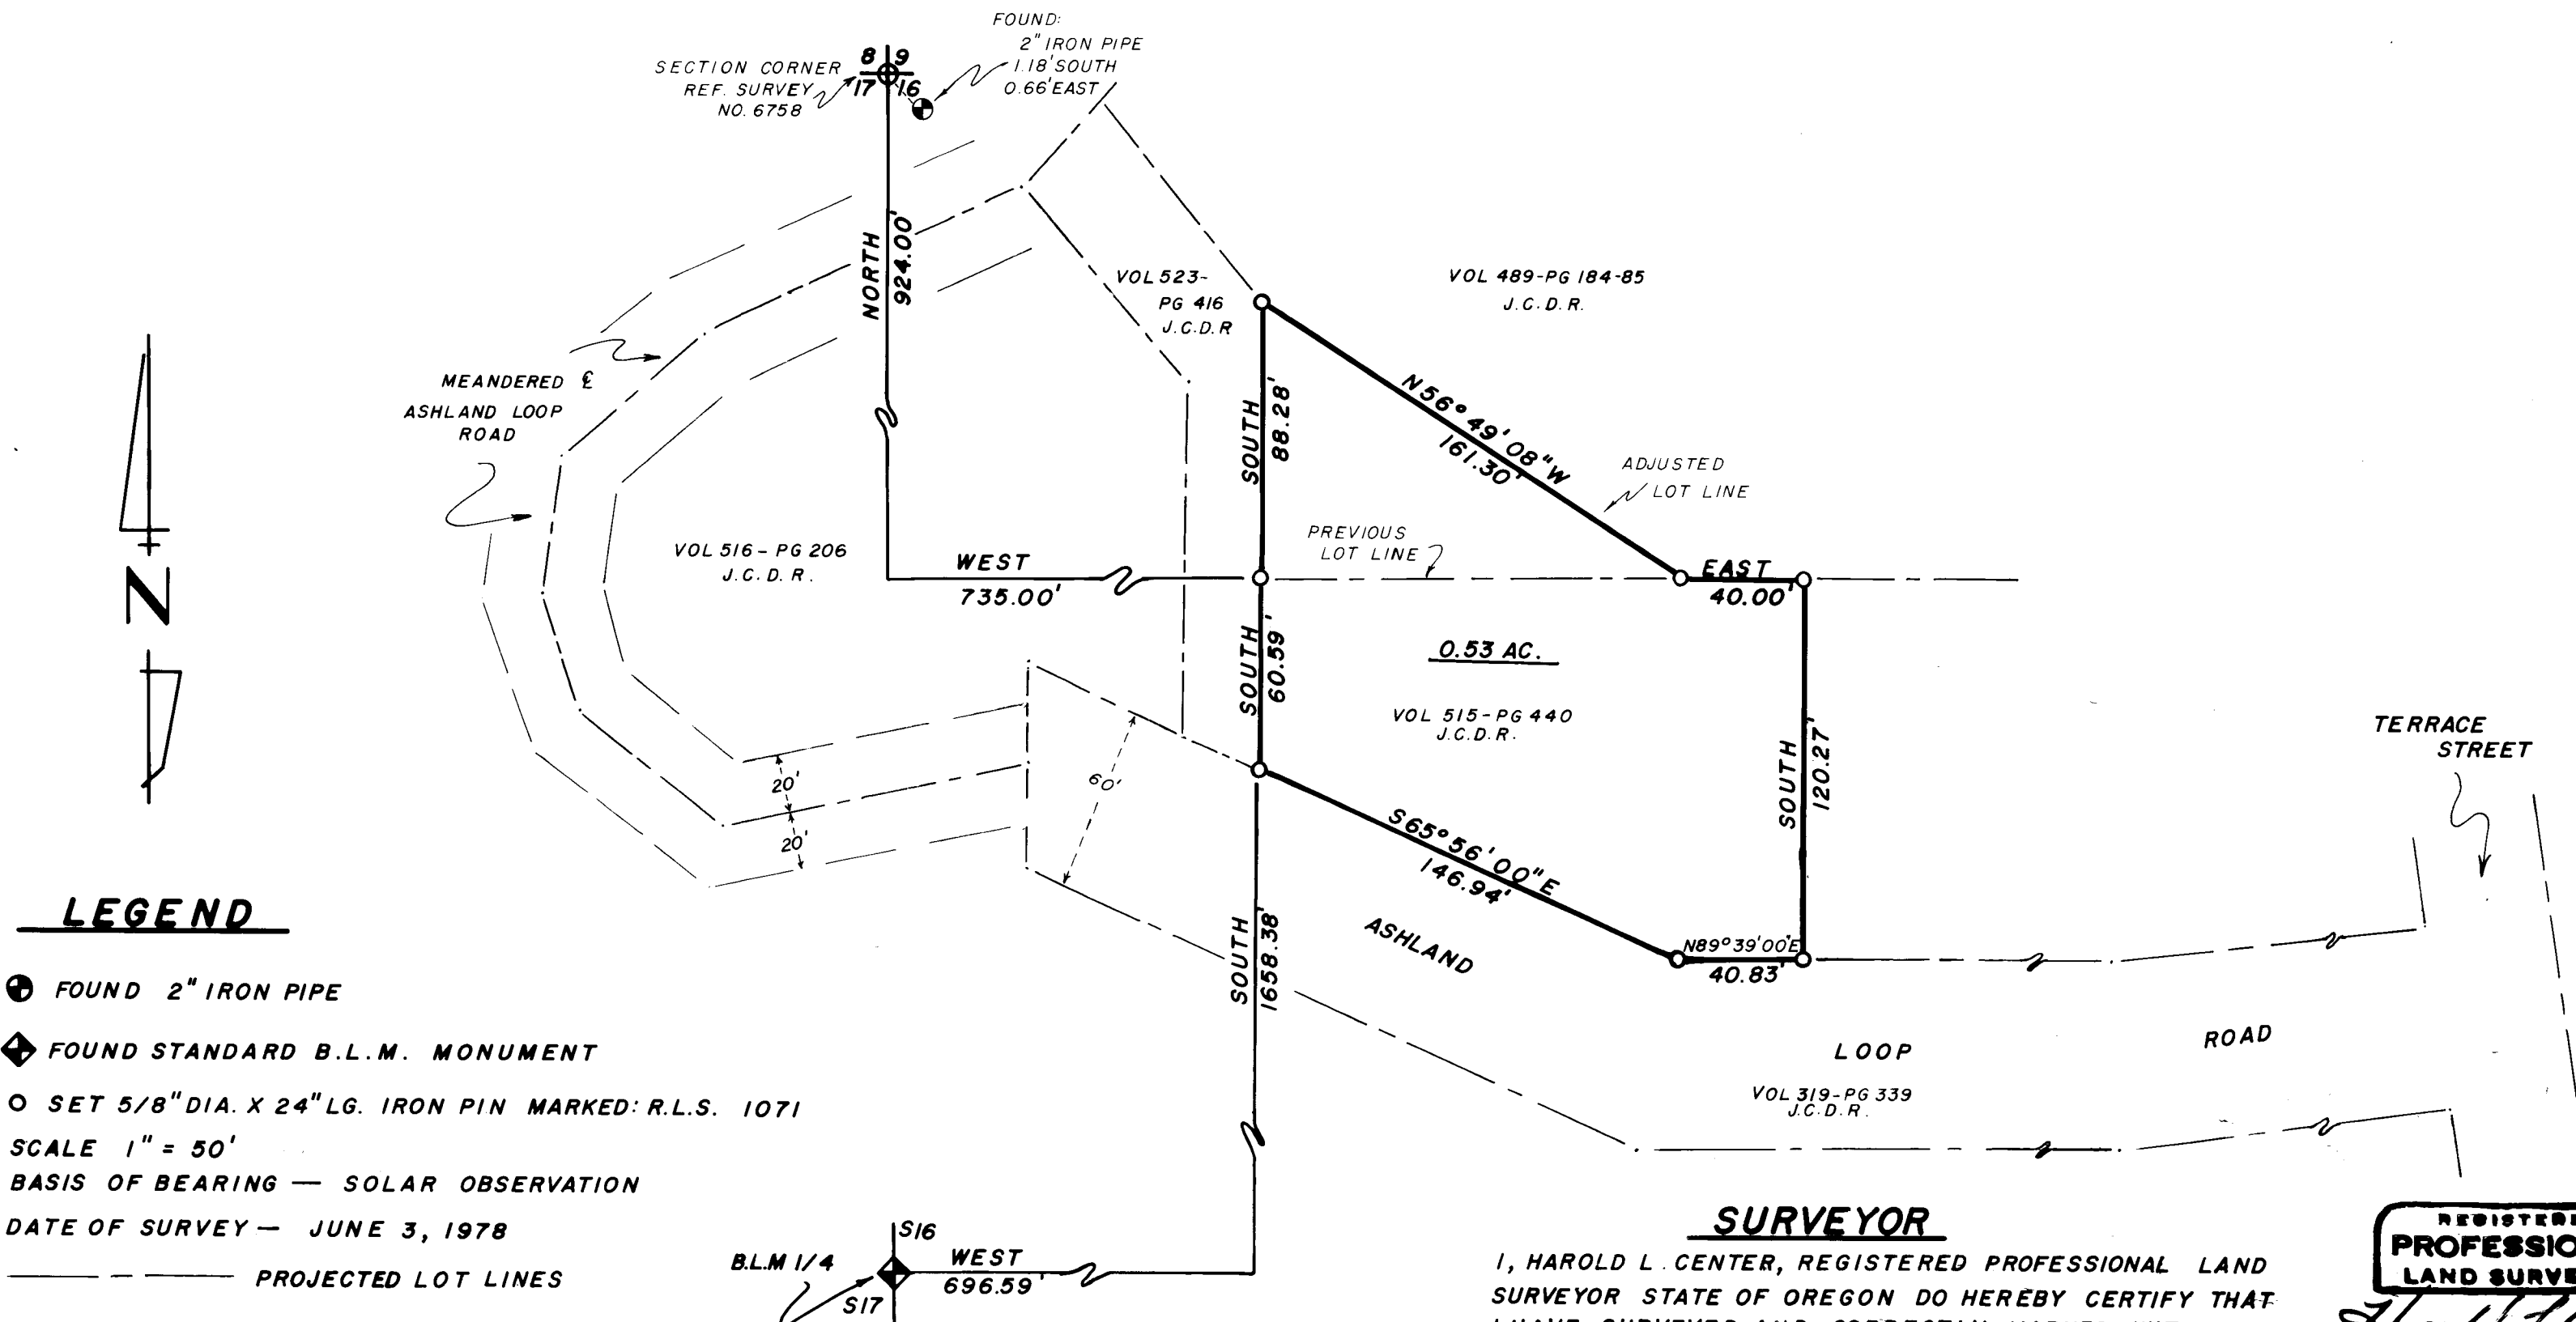 FOUND:
2" IRON PIPE
1.18' SOUTH
0.66' EAST
SECTION CORNER
REF. SURVEY
NO. 6758
8 9
17 16
NORTH
924.00'
VOL 523-
PG 416
J.C.D.R
VOL 489-PG 184-85
J.C.D.R.
MEANDERED ℄
ASHLAND LOOP
ROAD
SOUTH
88.28'
N56°49'08"W
161.30'
ADJUSTED
LOT LINE
PREVIOUS
LOT LINE
VOL 516-PG 206
J.C.D.R.
WEST
735.00'
EAST
40.00'
N
SOUTH
60.59'
0.53 AC.
VOL 515-PG 440
J.C.D.R.
SOUTH
120.27'
TERRACE
STREET
20'
20'
60'
S65°56'00"E
146.94'
N89°39'00"E
40.83'
SOUTH
1658.38'
ASHLAND
LOOP
ROAD
VOL 319-PG 339
J.C.D.R.
LEGEND
FOUND 2" IRON PIPE
FOUND STANDARD B.L.M. MONUMENT
SET 5/8" DIA. X 24" LG. IRON PIN MARKED: R.L.S. 1071
SCALE 1" = 50'
BASIS OF BEARING — SOLAR OBSERVATION
DATE OF SURVEY — JUNE 3, 1978
PROJECTED LOT LINES
S16
B.L.M 1/4
S17
WEST
696.59'
SURVEYOR
I, HAROLD L. CENTER, REGISTERED PROFESSIONAL LAND
SURVEYOR STATE OF OREGON DO HEREBY CERTIFY THAT
REGISTERE
PROFESSIO
LAND SURVE